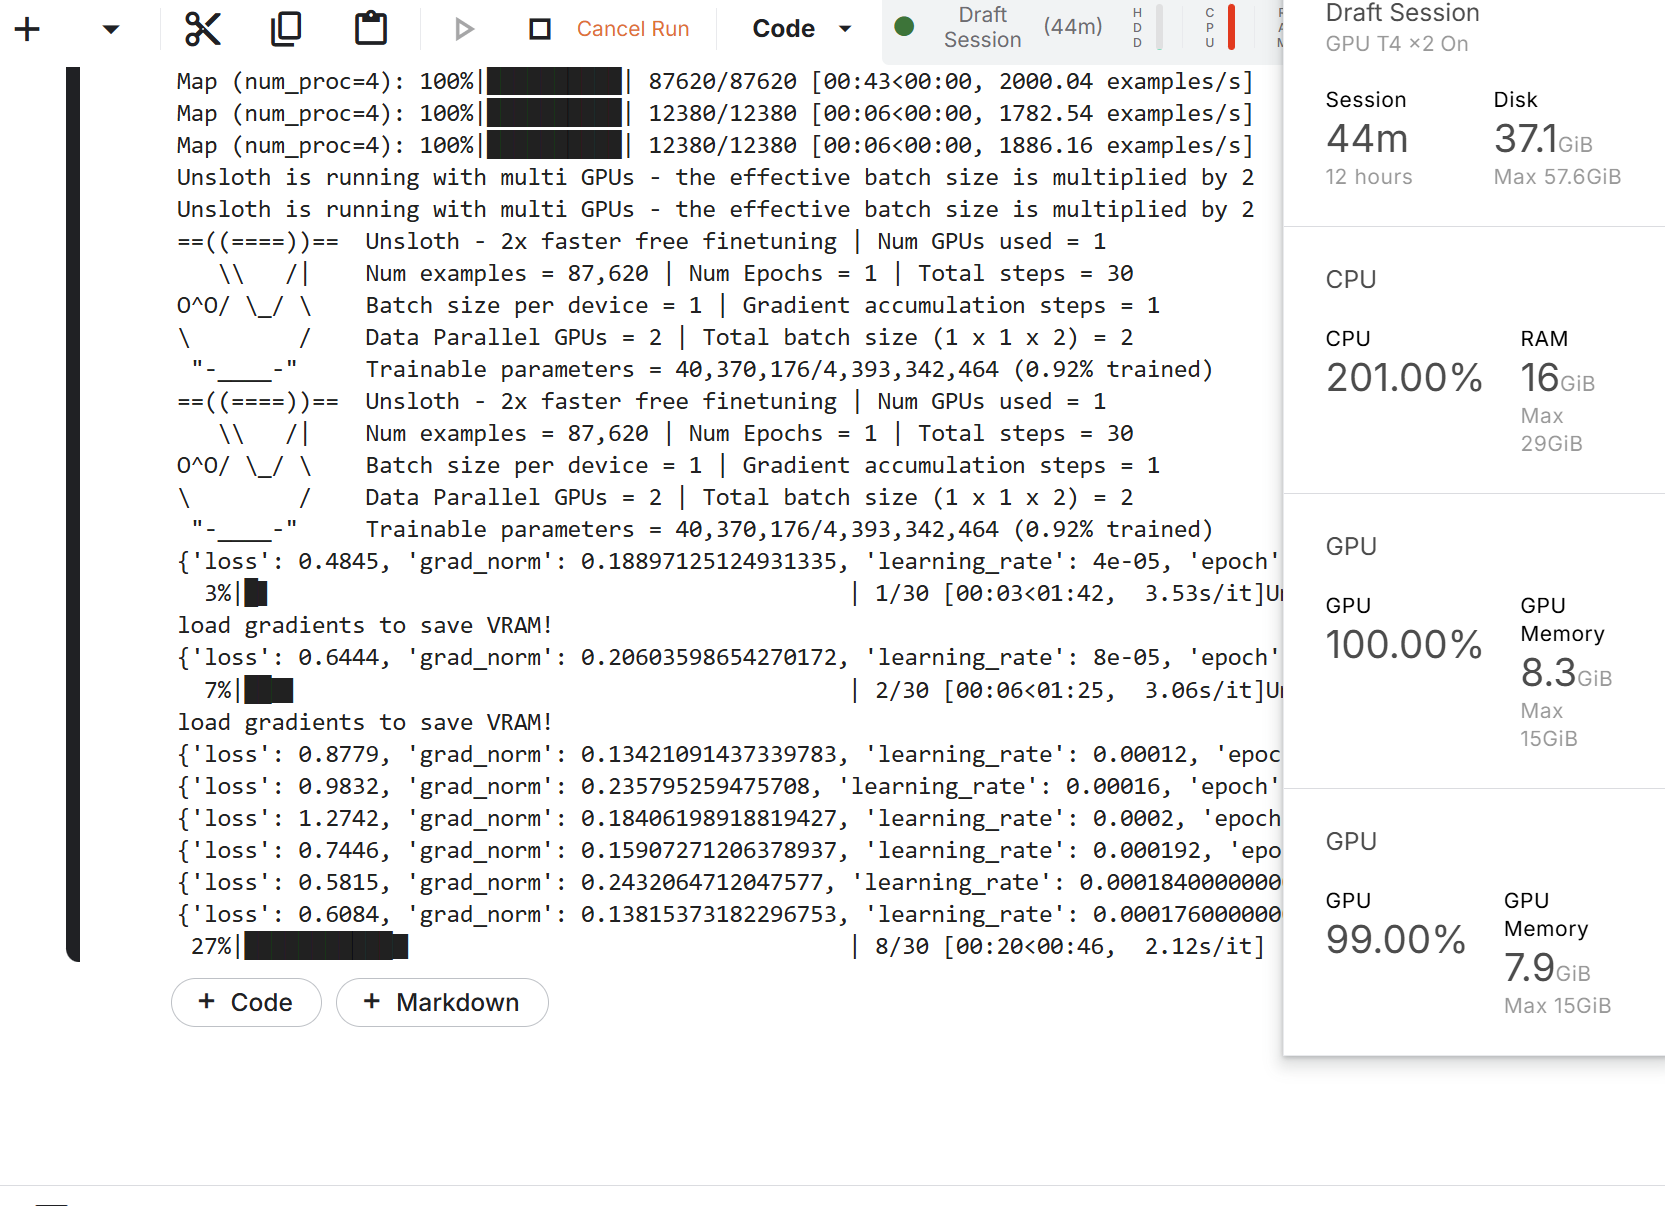 Cancel Run
Code
Draft Session
(44m)
HDD
CPU
Map (num_proc=4): 100%|██████████| 87620/87620 [00:43<00:00, 2000.04 examples/s]
Map (num_proc=4): 100%|██████████| 12380/12380 [00:06<00:00, 1782.54 examples/s]
Map (num_proc=4): 100%|██████████| 12380/12380 [00:06<00:00, 1886.16 examples/s]
Unsloth is running with multi GPUs - the effective batch size is multiplied by 2
Unsloth is running with multi GPUs - the effective batch size is multiplied by 2
==((====))==  Unsloth - 2x faster free finetuning | Num GPUs used = 1
   \\   /|    Num examples = 87,620 | Num Epochs = 1 | Total steps = 30
O^O/ \_/ \    Batch size per device = 1 | Gradient accumulation steps = 1
\        /    Data Parallel GPUs = 2 | Total batch size (1 x 1 x 2) = 2
 "-____-"     Trainable parameters = 40,370,176/4,393,342,464 (0.92% trained)
==((====))==  Unsloth - 2x faster free finetuning | Num GPUs used = 1
   \\   /|    Num examples = 87,620 | Num Epochs = 1 | Total steps = 30
O^O/ \_/ \    Batch size per device = 1 | Gradient accumulation steps = 1
\        /    Data Parallel GPUs = 2 | Total batch size (1 x 1 x 2) = 2
 "-____-"     Trainable parameters = 40,370,176/4,393,342,464 (0.92% trained)
{'loss': 0.4845, 'grad_norm': 0.18897125124931335, 'learning_rate': 4e-05, 'epoch'
  3%|█▋ | 1/30 [00:03<01:42,  3.53s/it]
load gradients to save VRAM!
{'loss': 0.6444, 'grad_norm': 0.20603598654270172, 'learning_rate': 8e-05, 'epoch'
  7%|███▌ | 2/30 [00:06<01:25,  3.06s/it]
load gradients to save VRAM!
{'loss': 0.8779, 'grad_norm': 0.13421091437339783, 'learning_rate': 0.00012, 'epoc
{'loss': 0.9832, 'grad_norm': 0.235795259475708, 'learning_rate': 0.00016, 'epoch'
{'loss': 1.2742, 'grad_norm': 0.18406198918819427, 'learning_rate': 0.0002, 'epoch
{'loss': 0.7446, 'grad_norm': 0.15907271206378937, 'learning_rate': 0.000192, 'epo
{'loss': 0.5815, 'grad_norm': 0.2432064712047577, 'learning_rate': 0.0001840000000
{'loss': 0.6084, 'grad_norm': 0.13815373182296753, 'learning_rate': 0.0001760000000
 27%|████████████ | 8/30 [00:20<00:46,  2.12s/it]
+ Code
+ Markdown
Draft Session
GPU T4 ×2 On
Session
44m
12 hours
Disk
37.1GiB
Max 57.6GiB
CPU
CPU
201.00%
RAM
16GiB
Max
29GiB
GPU
GPU
100.00%
GPU
Memory
8.3GiB
Max
15GiB
GPU
GPU
99.00%
GPU
Memory
7.9GiB
Max 15GiB